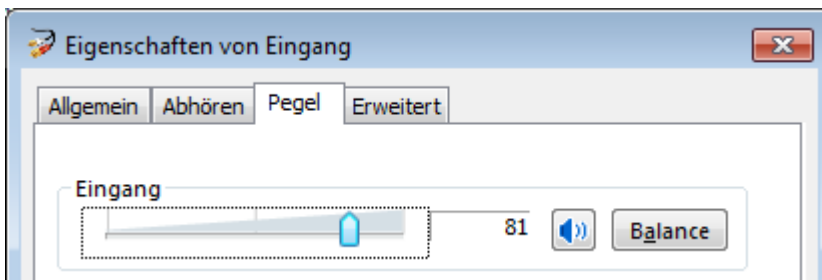 Eigenschaften von Eingang
Allgemein Abhören Pegel Erweitert
Eingang
81 Balance